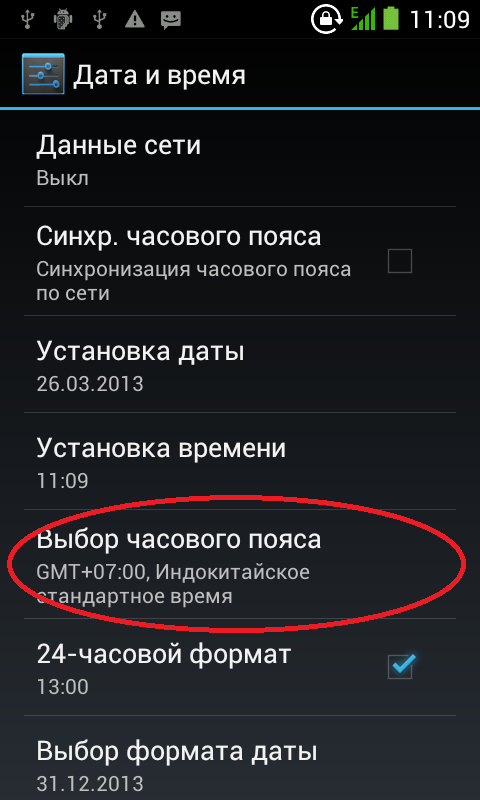 E 11:09
Дата и время
Данные сети
Выкл
Синхр. часового пояса
Синхронизация часового пояса
по сети
Установка даты
26.03.2013
Установка времени
11:09
Выбор часового пояса
GMT+07:00, Индокитайское
стандартное время
24-часовой формат
13:00
Выбор формата даты
31.12.2013